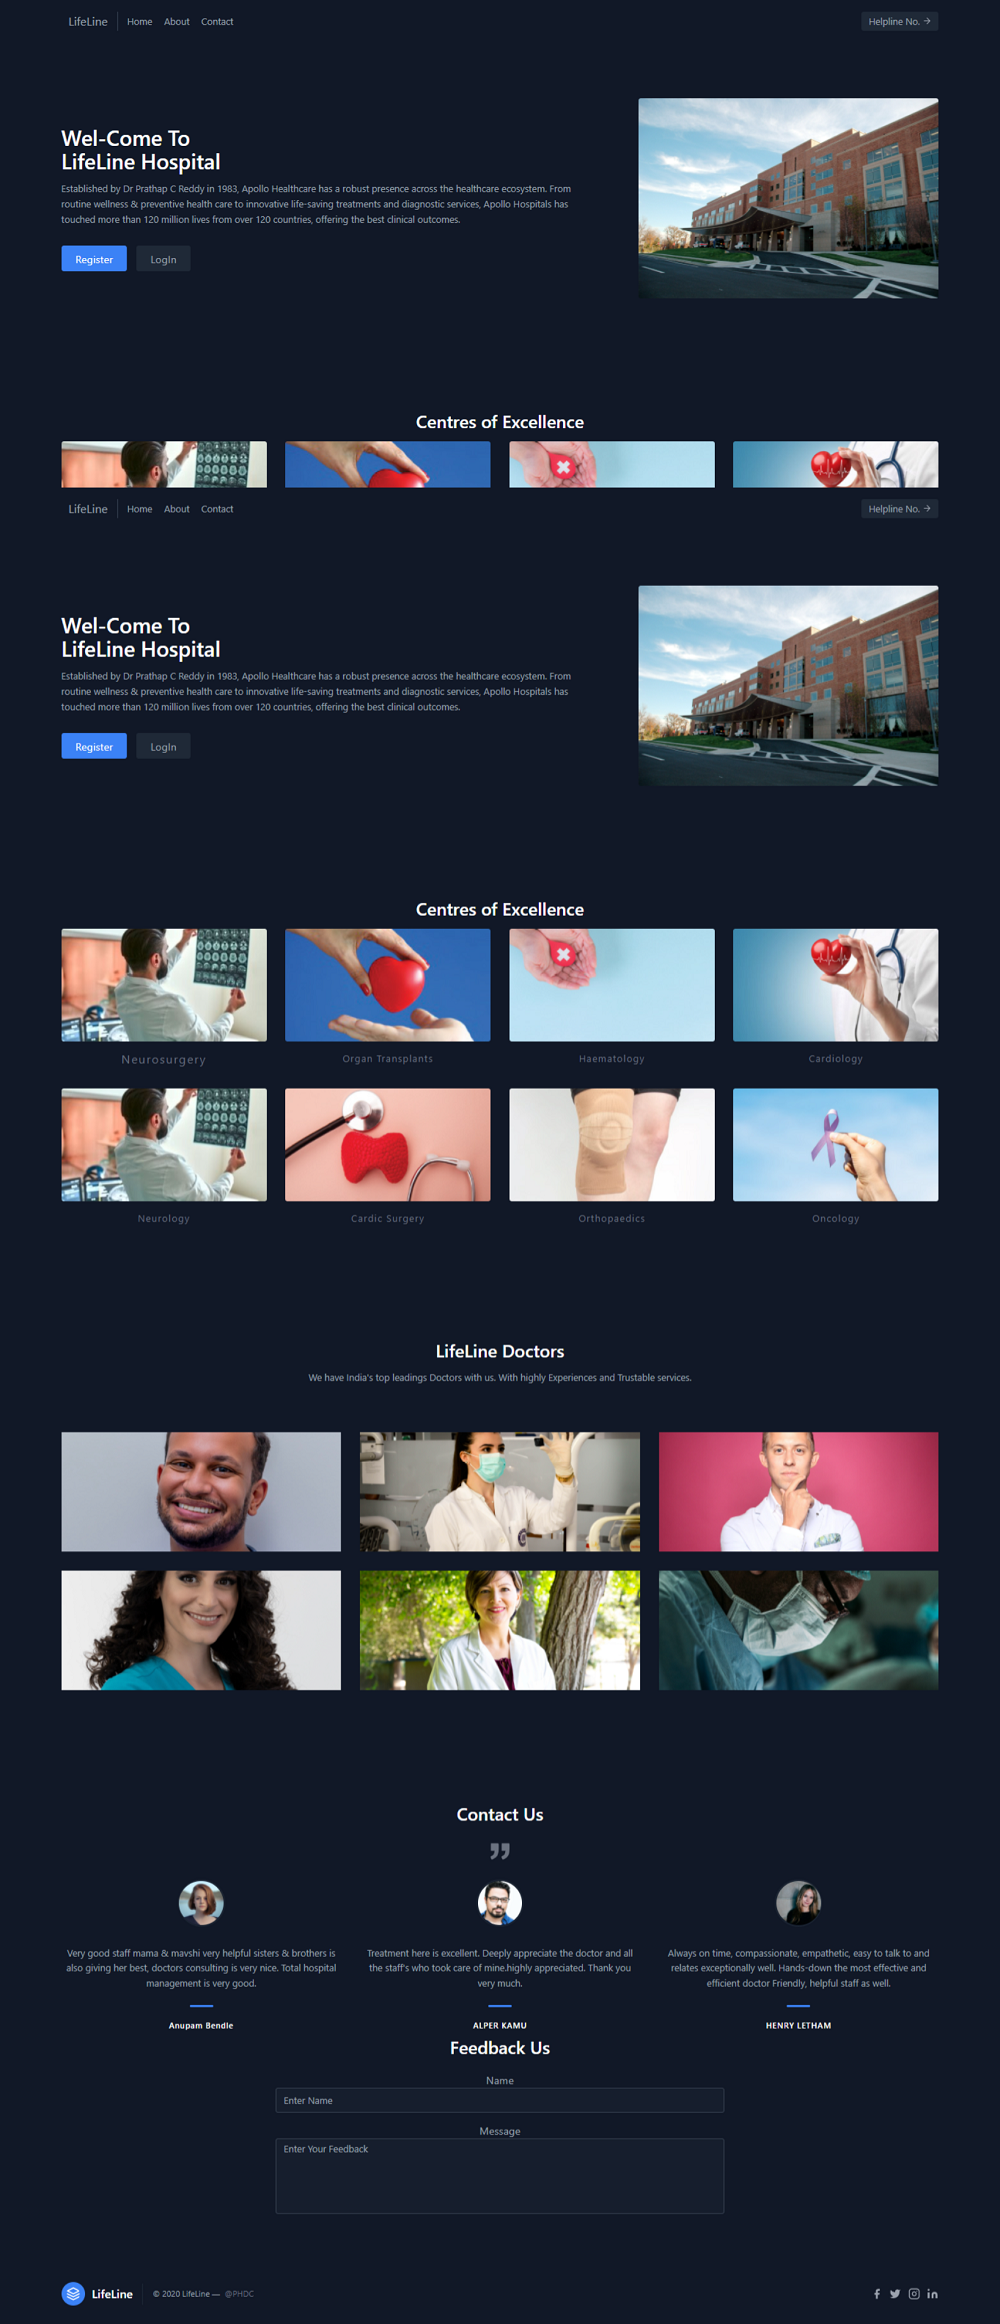 LifeLine Home About Contact Helpline No. →
Wel-Come To
LifeLine Hospital
Established by Dr Prathap C Reddy in 1983, Apollo Healthcare has a robust presence across the healthcare ecosystem. From
routine wellness & preventive health care to innovative life-saving treatments and diagnostic services, Apollo Hospitals has
touched more than 120 million lives from over 120 countries, offering the best clinical outcomes.
Register LogIn
Centres of Excellence
LifeLine Home About Contact Helpline No. →
Wel-Come To
LifeLine Hospital
Established by Dr Prathap C Reddy in 1983, Apollo Healthcare has a robust presence across the healthcare ecosystem. From
routine wellness & preventive health care to innovative life-saving treatments and diagnostic services, Apollo Hospitals has
touched more than 120 million lives from over 120 countries, offering the best clinical outcomes.
Register LogIn
Centres of Excellence
Neurosurgery Organ Transplants Haematology Cardiology
Neurology Cardic Surgery Orthopaedics Oncology
LifeLine Doctors
We have India's top leadings Doctors with us. With highly Experiences and Trustable services.
Contact Us
Very good staff mama & mavshi very helpful sisters & brothers is
also giving her best, doctors consulting is very nice. Total hospital
management is very good.
Anupam Bendle
Treatment here is excellent. Deeply appreciate the doctor and all
the staff's who took care of mine.highly appreciated. Thank you
very much.
ALPER KAMU
Always on time, compassionate, empathetic, easy to talk to and
relates exceptionally well. Hands-down the most effective and
efficient doctor Friendly, helpful staff as well.
HENRY LETHAM
Feedback Us
Name
Enter Name
Message
Enter Your Feedback
LifeLine © 2020 LifeLine — @PHDC